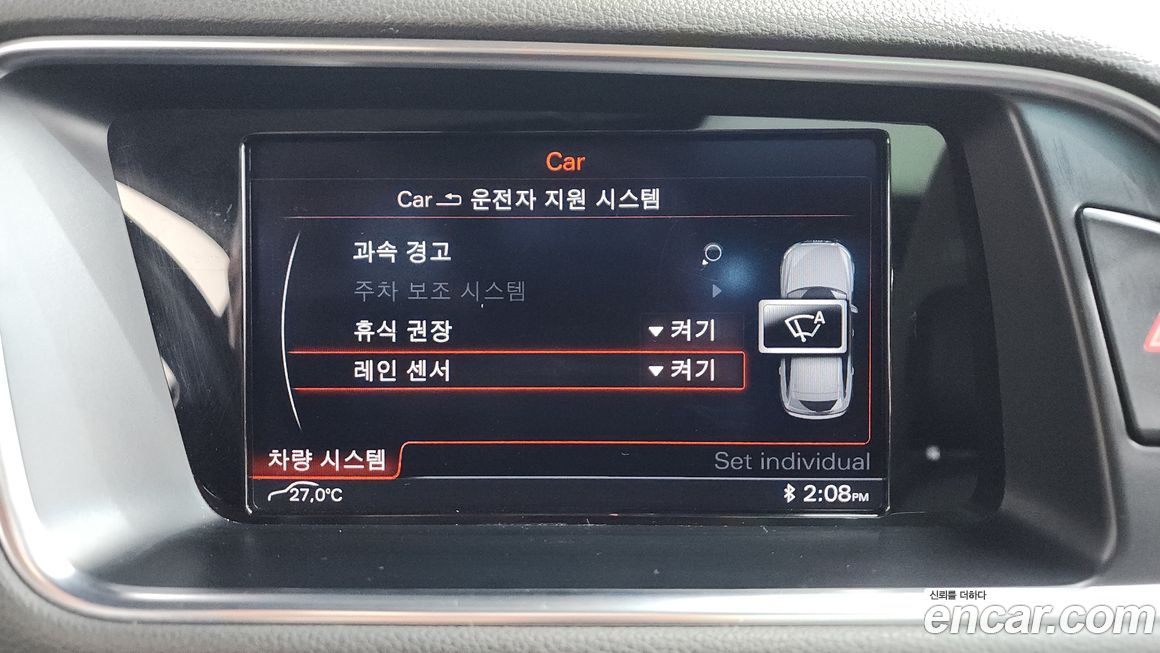 Car
Car 운전자 지원 시스템
과속 경고
주차 보조 시스템
휴식 권장 켜기
레인 센서 켜기
A
차량 시스템 Set individual
27,0°C 2:08PM
신뢰를 더하다
encar.com